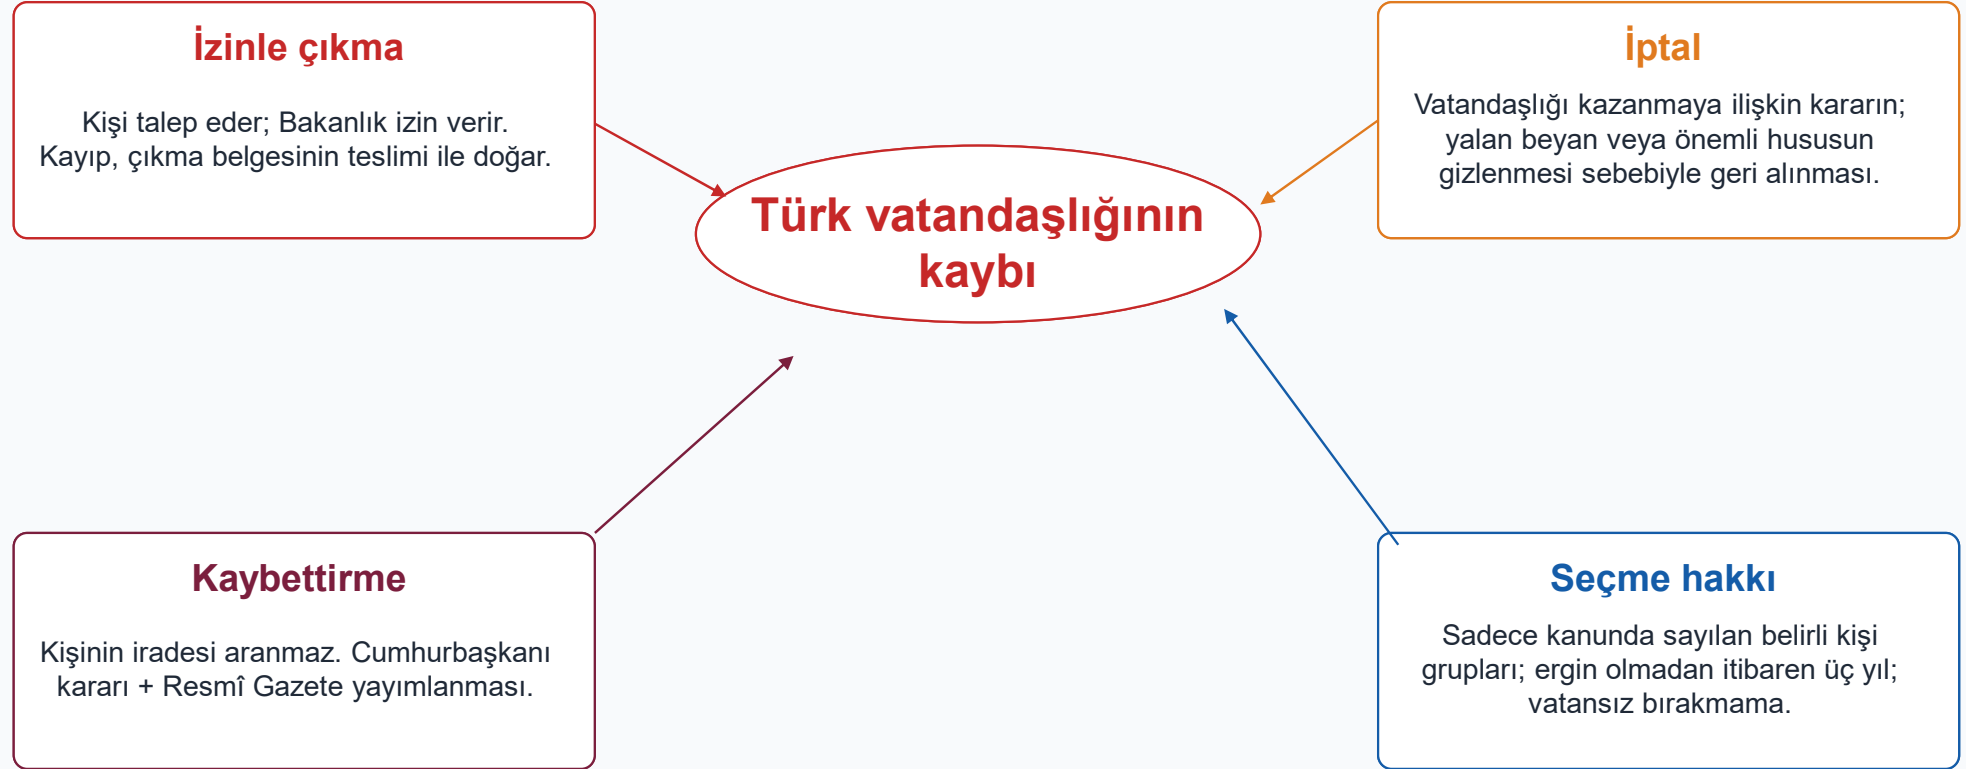 İzinle çıkma
Kişi talep eder; Bakanlık izin verir.
Kayıp, çıkma belgesinin teslimi ile doğar.
İptal
Vatandaşlığı kazanmaya ilişkin kararın;
yalan beyan veya önemli hususun
gizlenmesi sebebiyle geri alınması.
Türk vatandaşlığının
kaybı
Kaybettirme
Kişinin iradesi aranmaz. Cumhurbaşkanı
kararı + Resmî Gazete yayımlanması.
Seçme hakkı
Sadece kanunda sayılan belirli kişi
grupları; ergin olmadan itibaren üç yıl;
vatansız bırakmama.